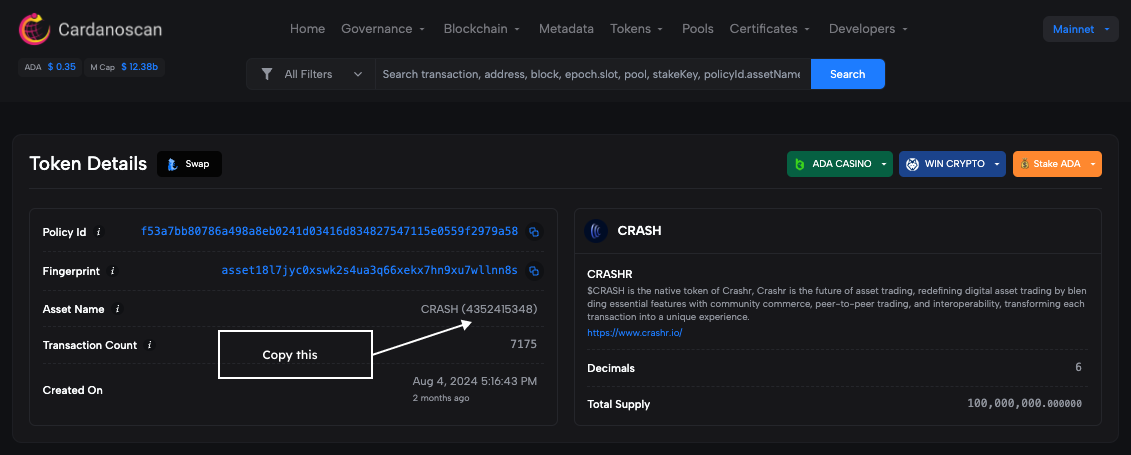 Cardanoscan
Home Governance Blockchain Metadata Tokens Pools Certificates Developers
Mainnet
ADA $ 0.35 M Cap $ 12.38b
All Filters Search transaction, address, block, epoch.slot, pool, stakeKey, policyId.assetName Search
Token Details Swap
ADA CASINO WIN CRYPTO Stake ADA
Policy Id i f53a7bb80786a498a8eb0241d03416d834827547115e0559f2979a58
Fingerprint i asset18l7jyc0xswk2s4ua3q66xekx7hn9xu7wllnn8s
Asset Name i CRASH (4352415348)
Copy this
Transaction Count i 7175
Created On Aug 4, 2024 5:16:43 PM
2 months ago
CRASH
CRASHR
$CRASH is the native token of Crashr, Crashr is the future of asset trading, redefining digital asset trading by blen
ding essential features with community commerce, peer-to-peer trading, and interoperability, transforming each
transaction into a unique experience.
https://www.crashr.io/
Decimals 6
Total Supply 100,000,000.000000